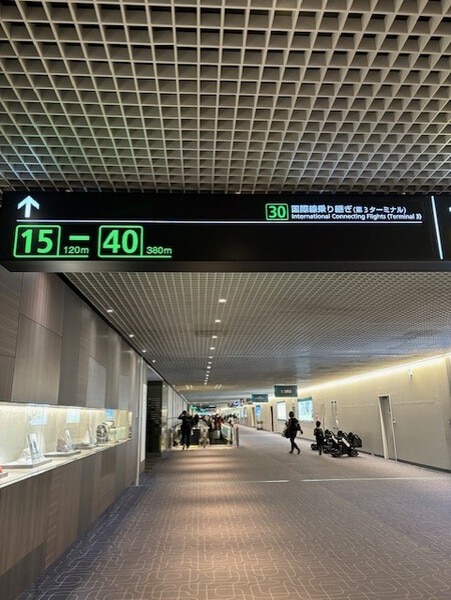 ↑
30 国際線乗り継ぎ(第3ターミナル)
International Connecting Flights (Terminal 3)
15 120m – 40 380m